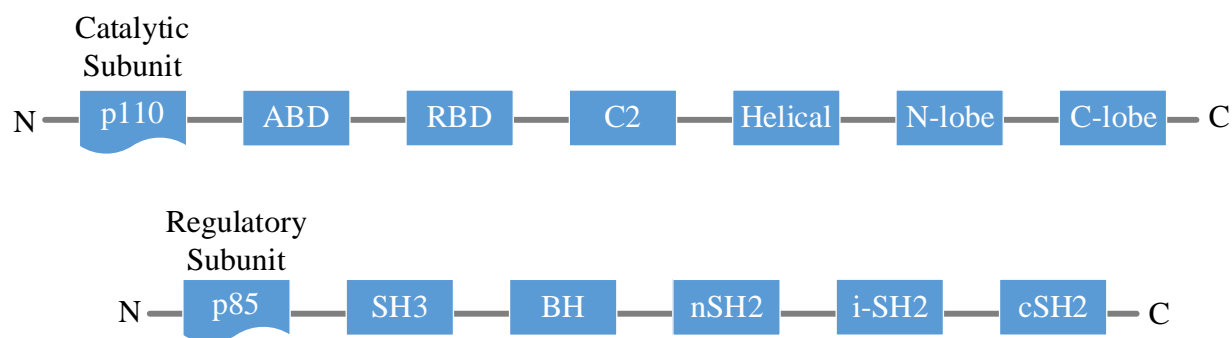 Catalytic
Subunit
N p110 ABD RBD C2 Helical N-lobe C-lobe C
Regulatory
Subunit
N p85 SH3 BH nSH2 i-SH2 cSH2 C